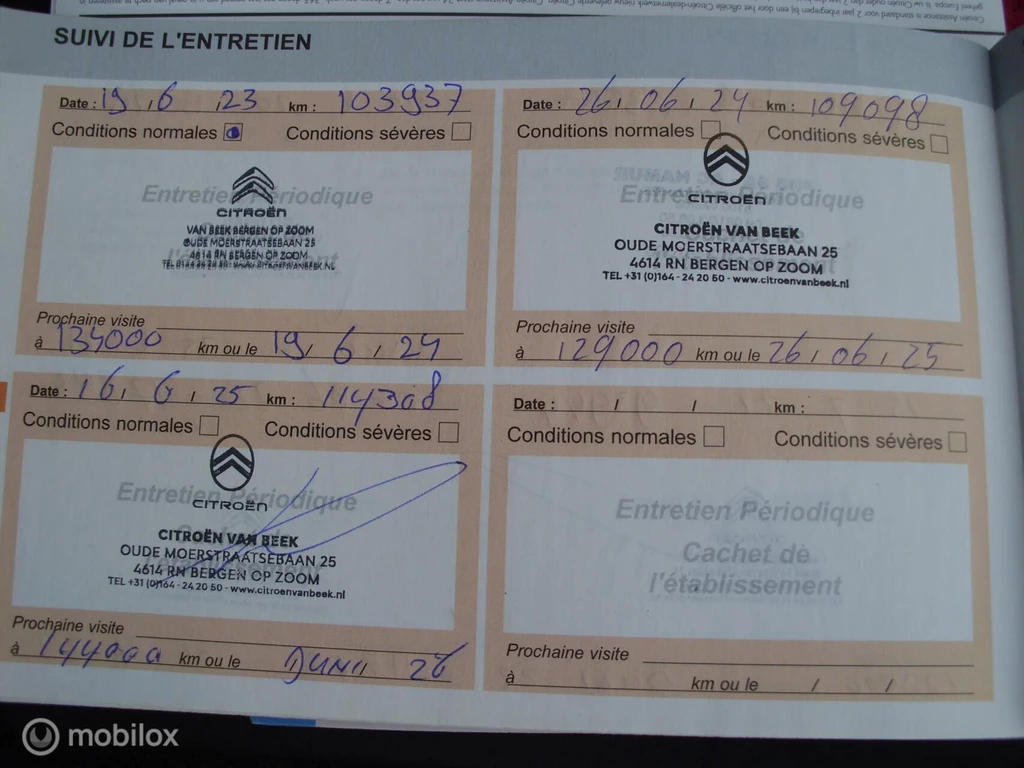 SUIVI DE L'ENTRETIEN
Date : 19 / 6 / 23 km : 103937
Conditions normales Conditions sévères
Entretien Périodique
CITROËN
VAN BEEK BERGEN OP ZOOM
OUDE MOERSTRAATSEBAAN 25
4614 RN BERGEN OP ZOOM
Prochaine visite
à 134000 km ou le 19 / 6 / 24
Date : 26 / 06 / 24 km : 109098
Conditions normales Conditions sévères
Entretien Périodique
CITROËN
CITROËN VAN BEEK
OUDE MOERSTRAATSEBAAN 25
4614 RN BERGEN OP ZOOM
TEL +31 (0)164 - 24 20 50 - www.citroenvanbeek.nl
Prochaine visite
à 129000 km ou le 26 / 06 / 25
Date : 16 / 6 / 25 km : 114308
Conditions normales Conditions sévères
Entretien Périodique
CITROËN
CITROËN VAN BEEK
OUDE MOERSTRAATSEBAAN 25
4614 RN BERGEN OP ZOOM
TEL +31 (0)164 - 24 20 50 - www.citroenvanbeek.nl
Prochaine visite
à 144000 km ou le Juni 26
Date : / / km :
Conditions normales Conditions sévères
Entretien Périodique
Cachet de
l'établissement
Prochaine visite
à km ou le / /
mobilox